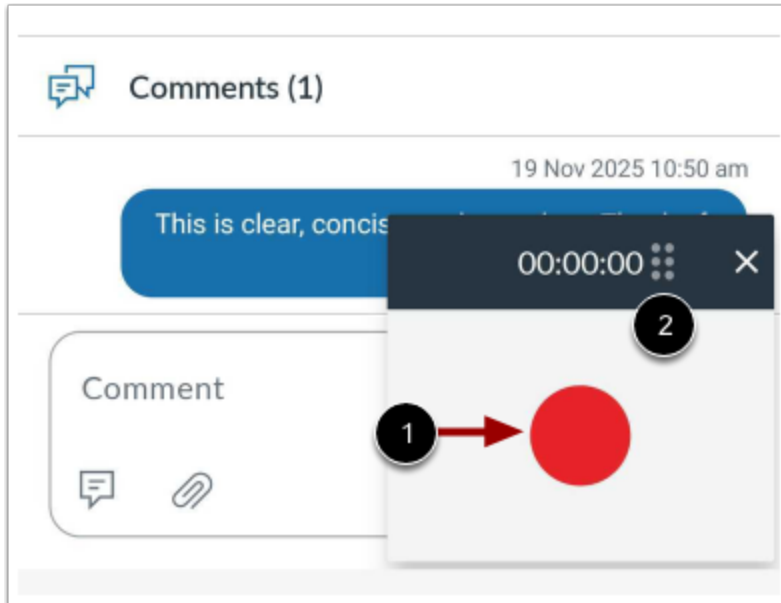 Comments (1)
19 Nov 2025 10:50 am
This is clear, concis
00:00:00
2
Comment
1